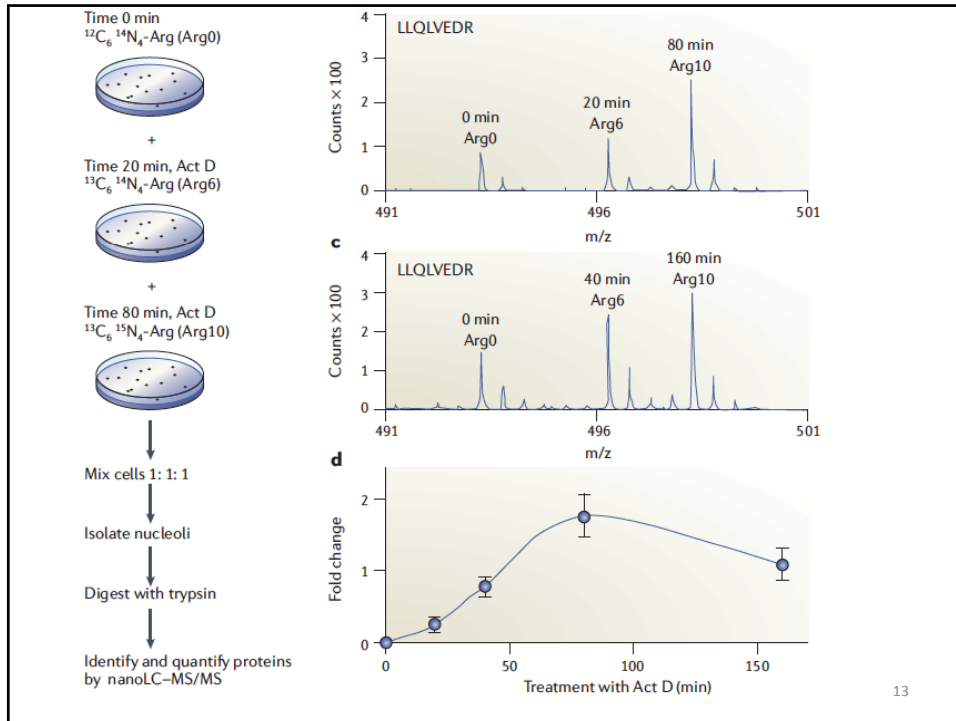 Time 0 min
¹²C₆ ¹⁴N₄-Arg (Arg0)
+
Time 20 min, Act D
¹³C₆ ¹⁴N₄-Arg (Arg6)
+
Time 80 min, Act D
¹³C₆ ¹⁵N₄-Arg (Arg10)
Mix cells 1: 1: 1
Isolate nucleoli
Digest with trypsin
Identify and quantify proteins
by nanoLC–MS/MS
LLQLVEDR
Counts × 100
4
3
2
1
0
0 min
Arg0
20 min
Arg6
80 min
Arg10
491
496
501
m/z
c
LLQLVEDR
Counts × 100
4
3
2
1
0
0 min
Arg0
40 min
Arg6
160 min
Arg10
491
496
501
m/z
d
Fold change
2
1
0
0
50
100
150
Treatment with Act D (min)
13